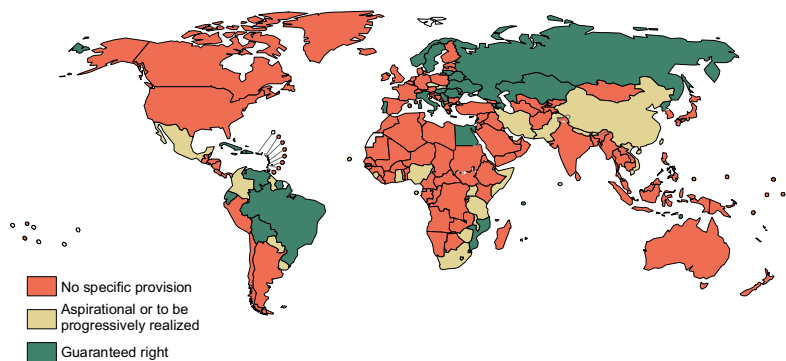 No specific provision
Aspirational or to be
progressively realized
Guaranteed right